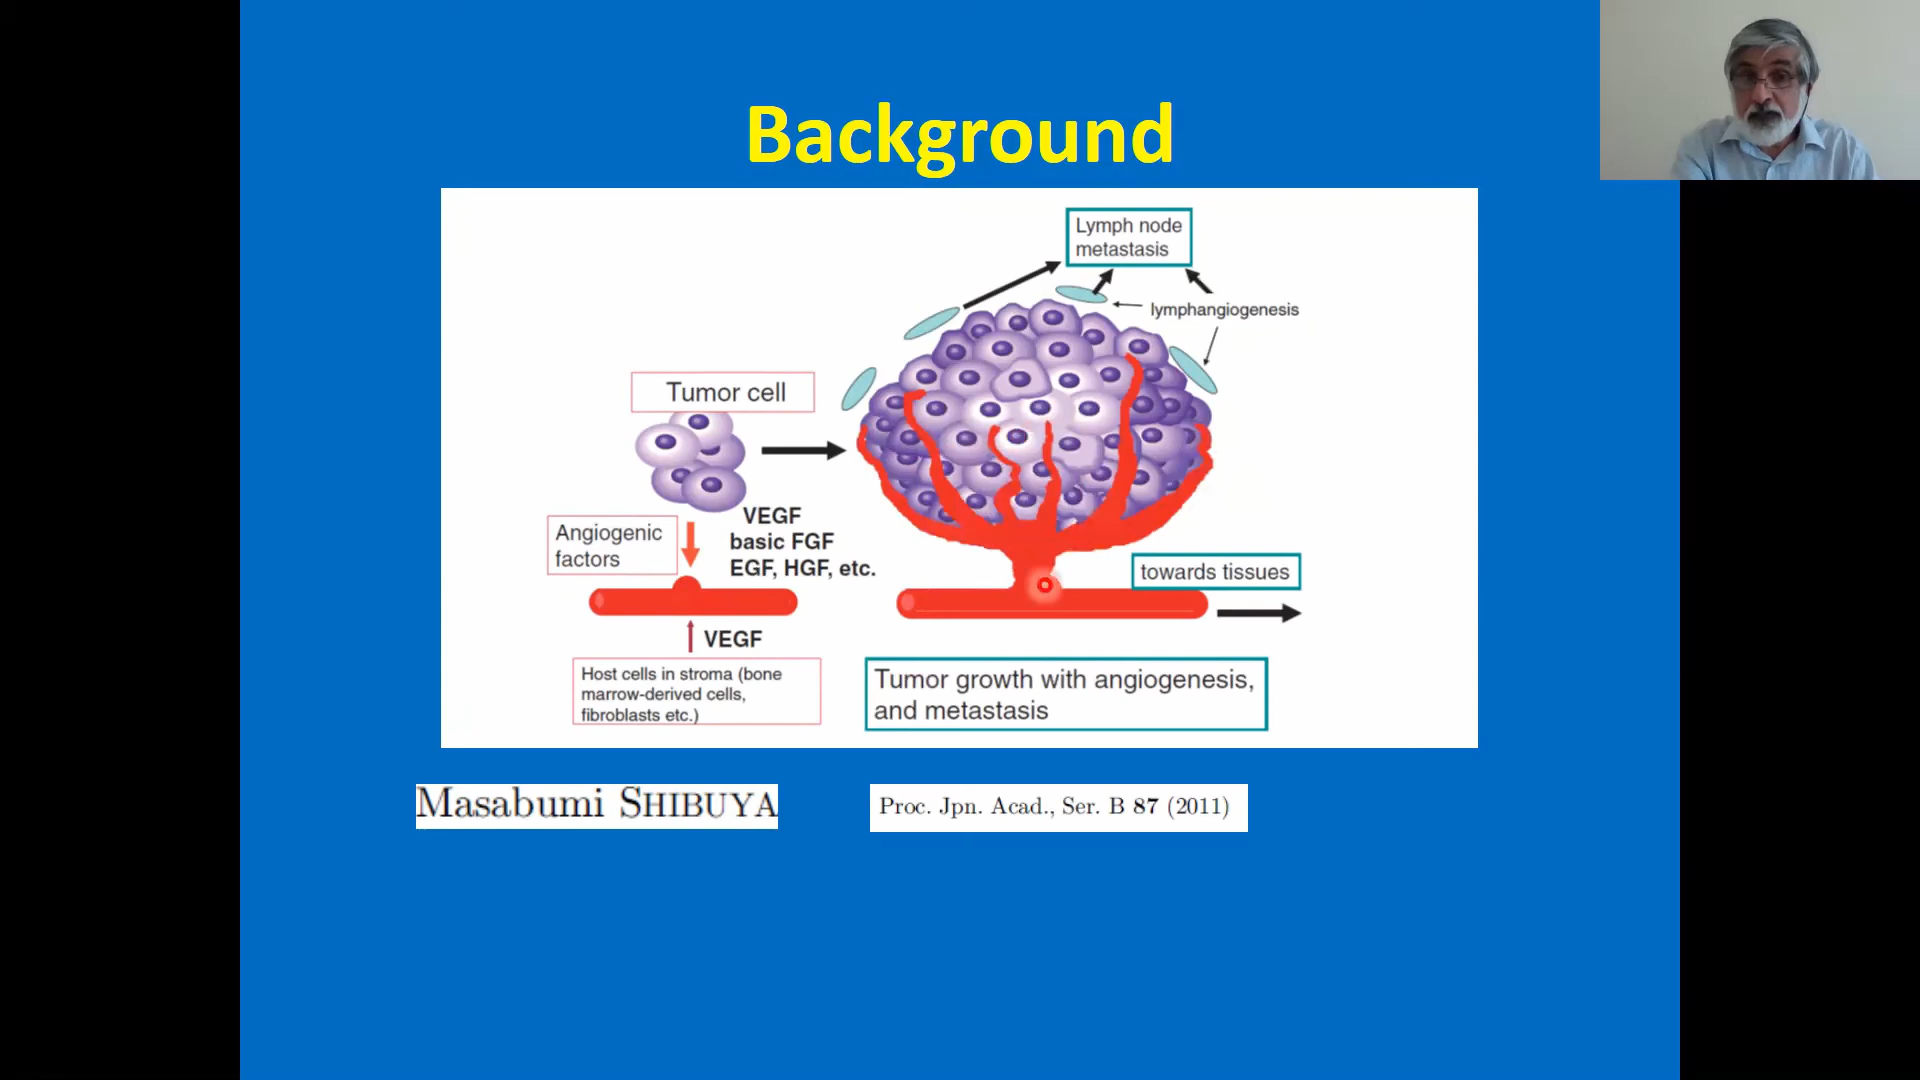 Background
Lymph node
metastasis
lymphangiogenesis
Tumor cell
Angiogenic
factors
VEGF
basic FGF
EGF, HGF, etc.
towards tissues
VEGF
Host cells in stroma (bone
marrow-derived cells,
fibroblasts etc.)
Tumor growth with angiogenesis,
and metastasis
Masabumi SHIBUYA
Proc. Jpn. Acad., Ser. B 87 (2011)